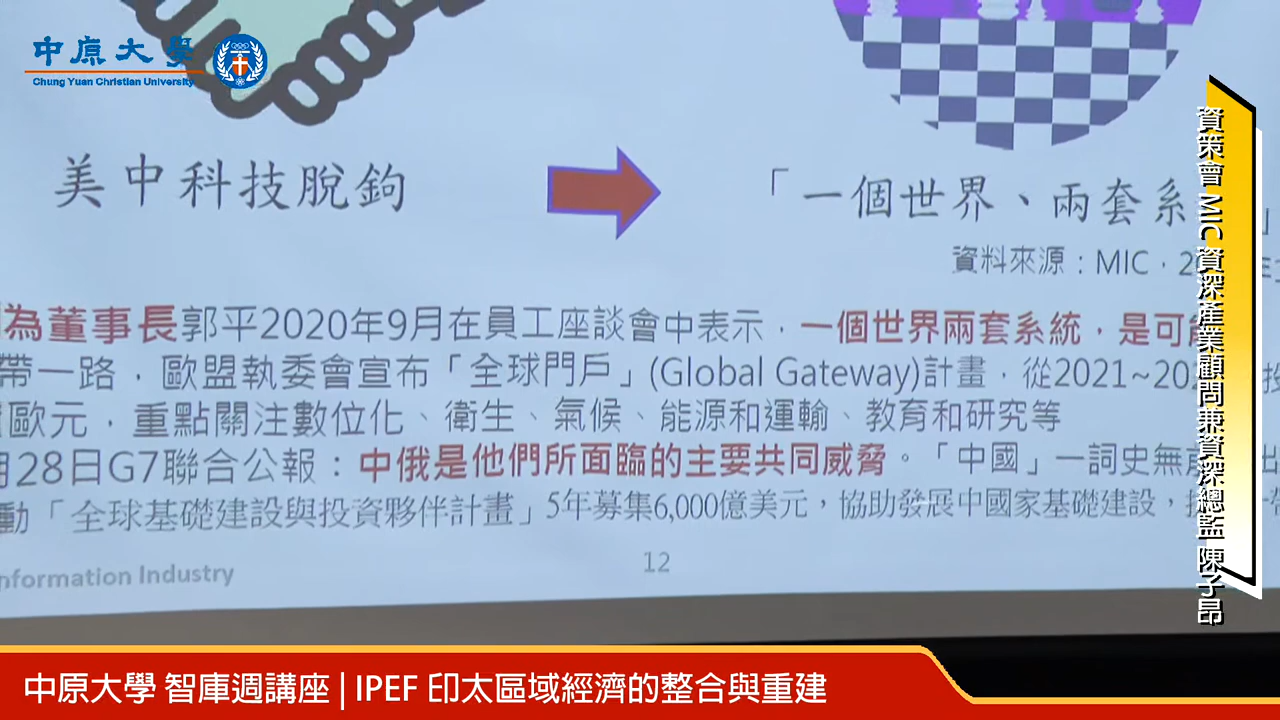 中原大學
Chung Yuan Christian University
美中科技脫鉤
「一個世界、兩套系
」
資料來源：MIC，2
為董事長郭平2020年9月在員工座談會中表示，一個世界兩套系統，是可
帶一路，歐盟執委會宣布「全球門戶」(Global Gateway)計畫，從2021~20
歐元，重點關注數位化、衛生、氣候、能源和運輸、教育和研究等
月28日G7聯合公報：中俄是他們所面臨的主要共同威脅。「中國」一詞史無
動「全球基礎建設與投資夥伴計畫」5年募集6,000億美元，協助發展中國家基礎建設，
nformation Industry
12
資策會 MIC 資深產業顧問兼資深總監 陳子昂
中原大學 智庫週講座 | IPEF 印太區域經濟的整合與重建